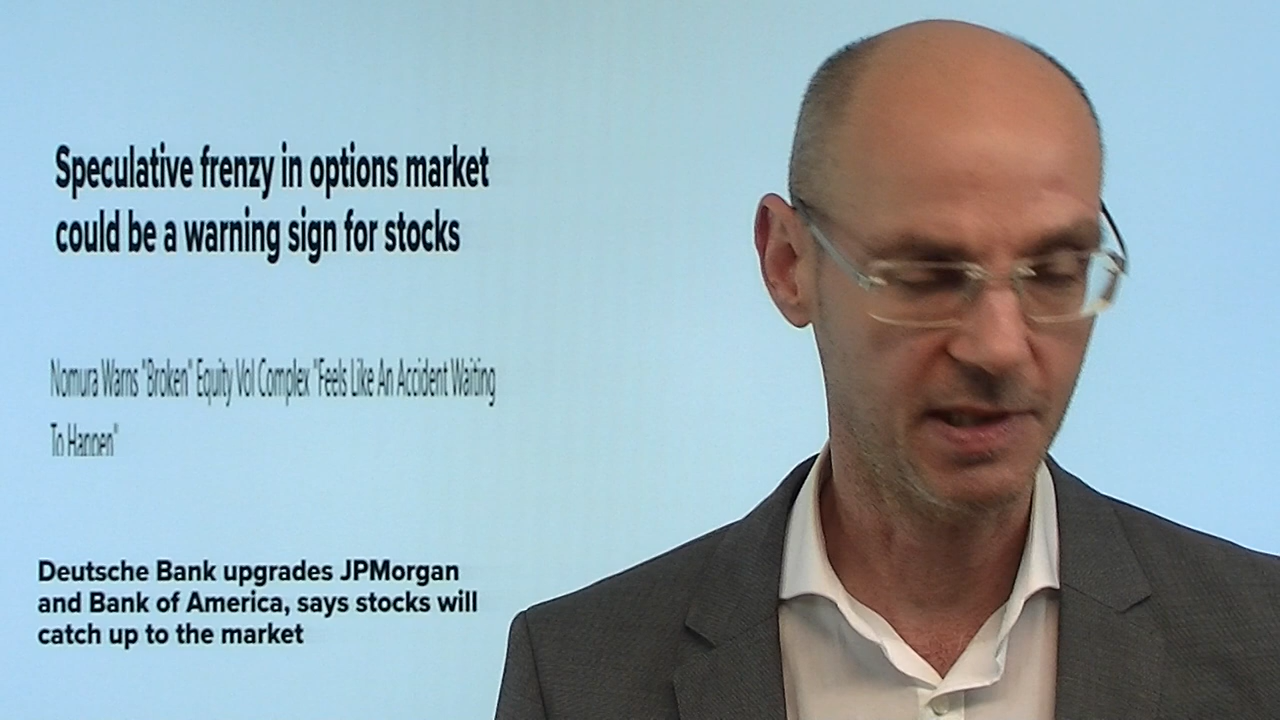 Speculative frenzy in options market
could be a warning sign for stocks
Nomura Warns "Broken" Equity Vol Complex "Feels Like An Accident Waiting
To Happen"
Deutsche Bank upgrades JPMorgan
and Bank of America, says stocks will
catch up to the market